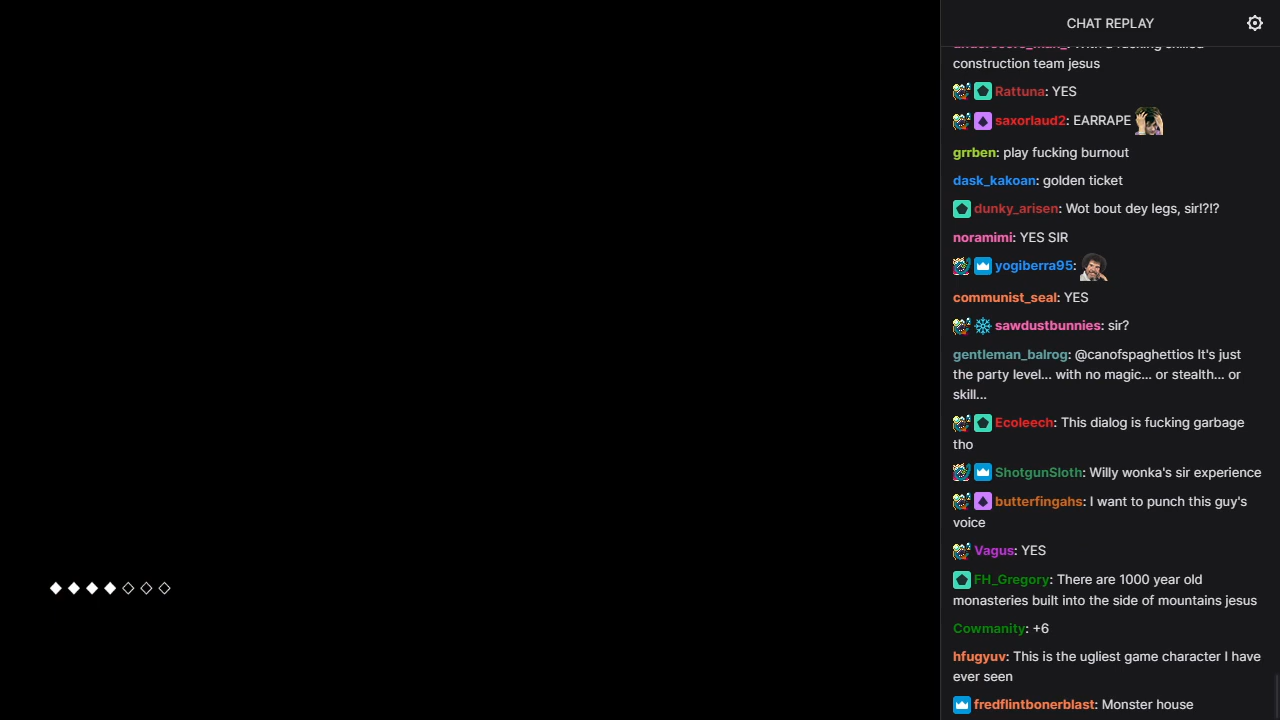 CHAT REPLAY
construction team jesus
Rattuna: YES
saxorlaud2: EARRAPE
grrben: play fucking burnout
dask_kakoan: golden ticket
dunky_arisen: Wot bout dey legs, sir!?!?
noramimi: YES SIR
yogiberra95:
communist_seal: YES
sawdustbunnies: sir?
gentleman_balrog: @canofspaghettios It's just
the party level... with no magic... or stealth... or
skill...
Ecoleech: This dialog is fucking garbage
tho
ShotgunSloth: Willy wonka's sir experience
butterfingahs: I want to punch this guy's
voice
Vagus: YES
FH_Gregory: There are 1000 year old
monasteries built into the side of mountains jesus
Cowmanity: +6
hfugyuv: This is the ugliest game character I have
ever seen
fredflintbonerblast: Monster house